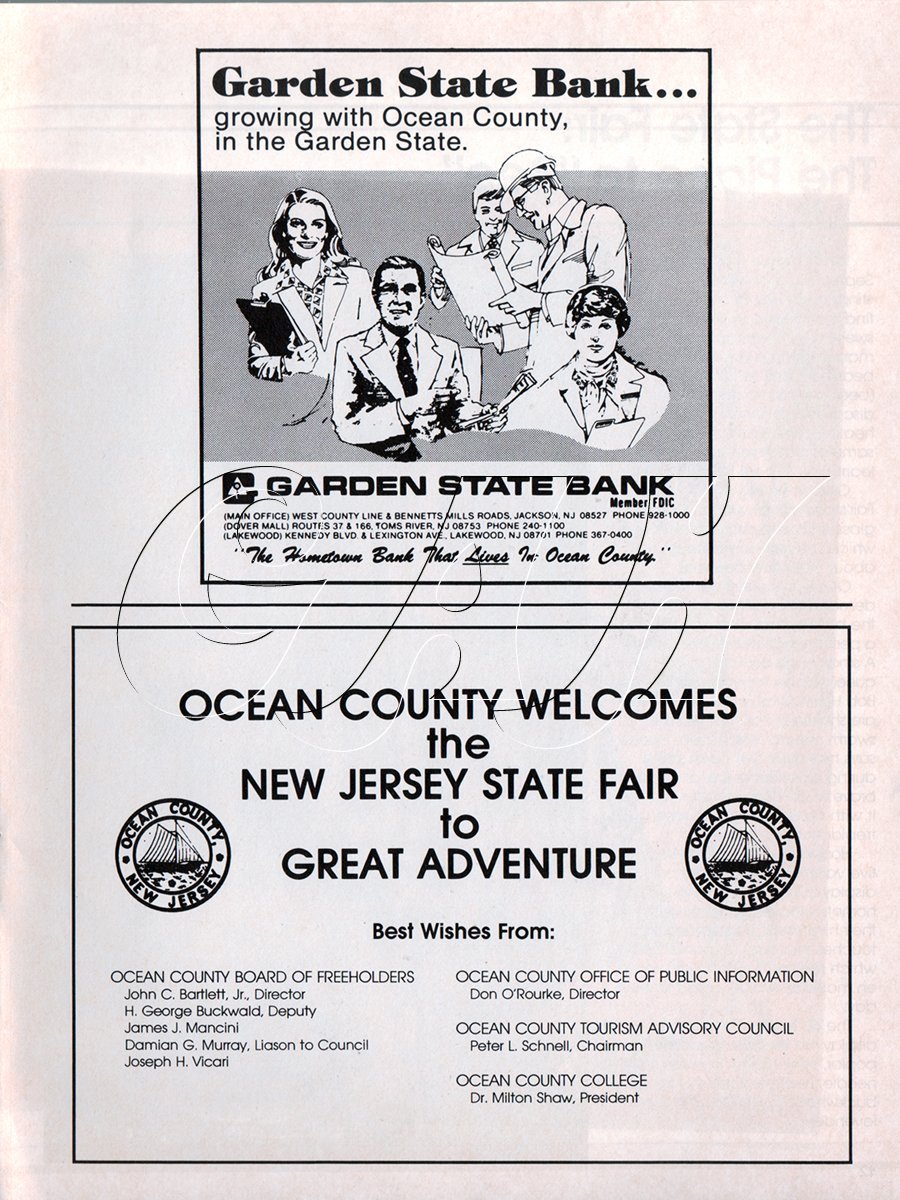 Garden State Bank...
growing with Ocean County,
in the Garden State.
GARDEN STATE BANK
Member FDIC
(MAIN OFFICE) WEST COUNTY LINE & BENNETTS MILLS ROADS, JACKSON, NJ 08527 PHONE 928-1000
(DOVER MALL) ROUTES 37 & 166, TOMS RIVER, NJ 08753 PHONE 240-1100
(LAKEWOOD) KENNEDY BLVD. & LEXINGTON AVE., LAKEWOOD, NJ 08701 PHONE 367-0400
"The Hometown Bank That Lives In Ocean County."
OCEAN COUNTY WELCOMES
the
NEW JERSEY STATE FAIR
to
GREAT ADVENTURE
OCEAN COUNTY,
NEW JERSEY
OCEAN COUNTY,
NEW JERSEY
Best Wishes From:
OCEAN COUNTY BOARD OF FREEHOLDERS
John C. Bartlett, Jr., Director
H. George Buckwald, Deputy
James J. Mancini
Damian G. Murray, Liason to Council
Joseph H. Vicari
OCEAN COUNTY OFFICE OF PUBLIC INFORMATION
Don O'Rourke, Director
OCEAN COUNTY TOURISM ADVISORY COUNCIL
Peter L. Schnell, Chairman
OCEAN COUNTY COLLEGE
Dr. Milton Shaw, President